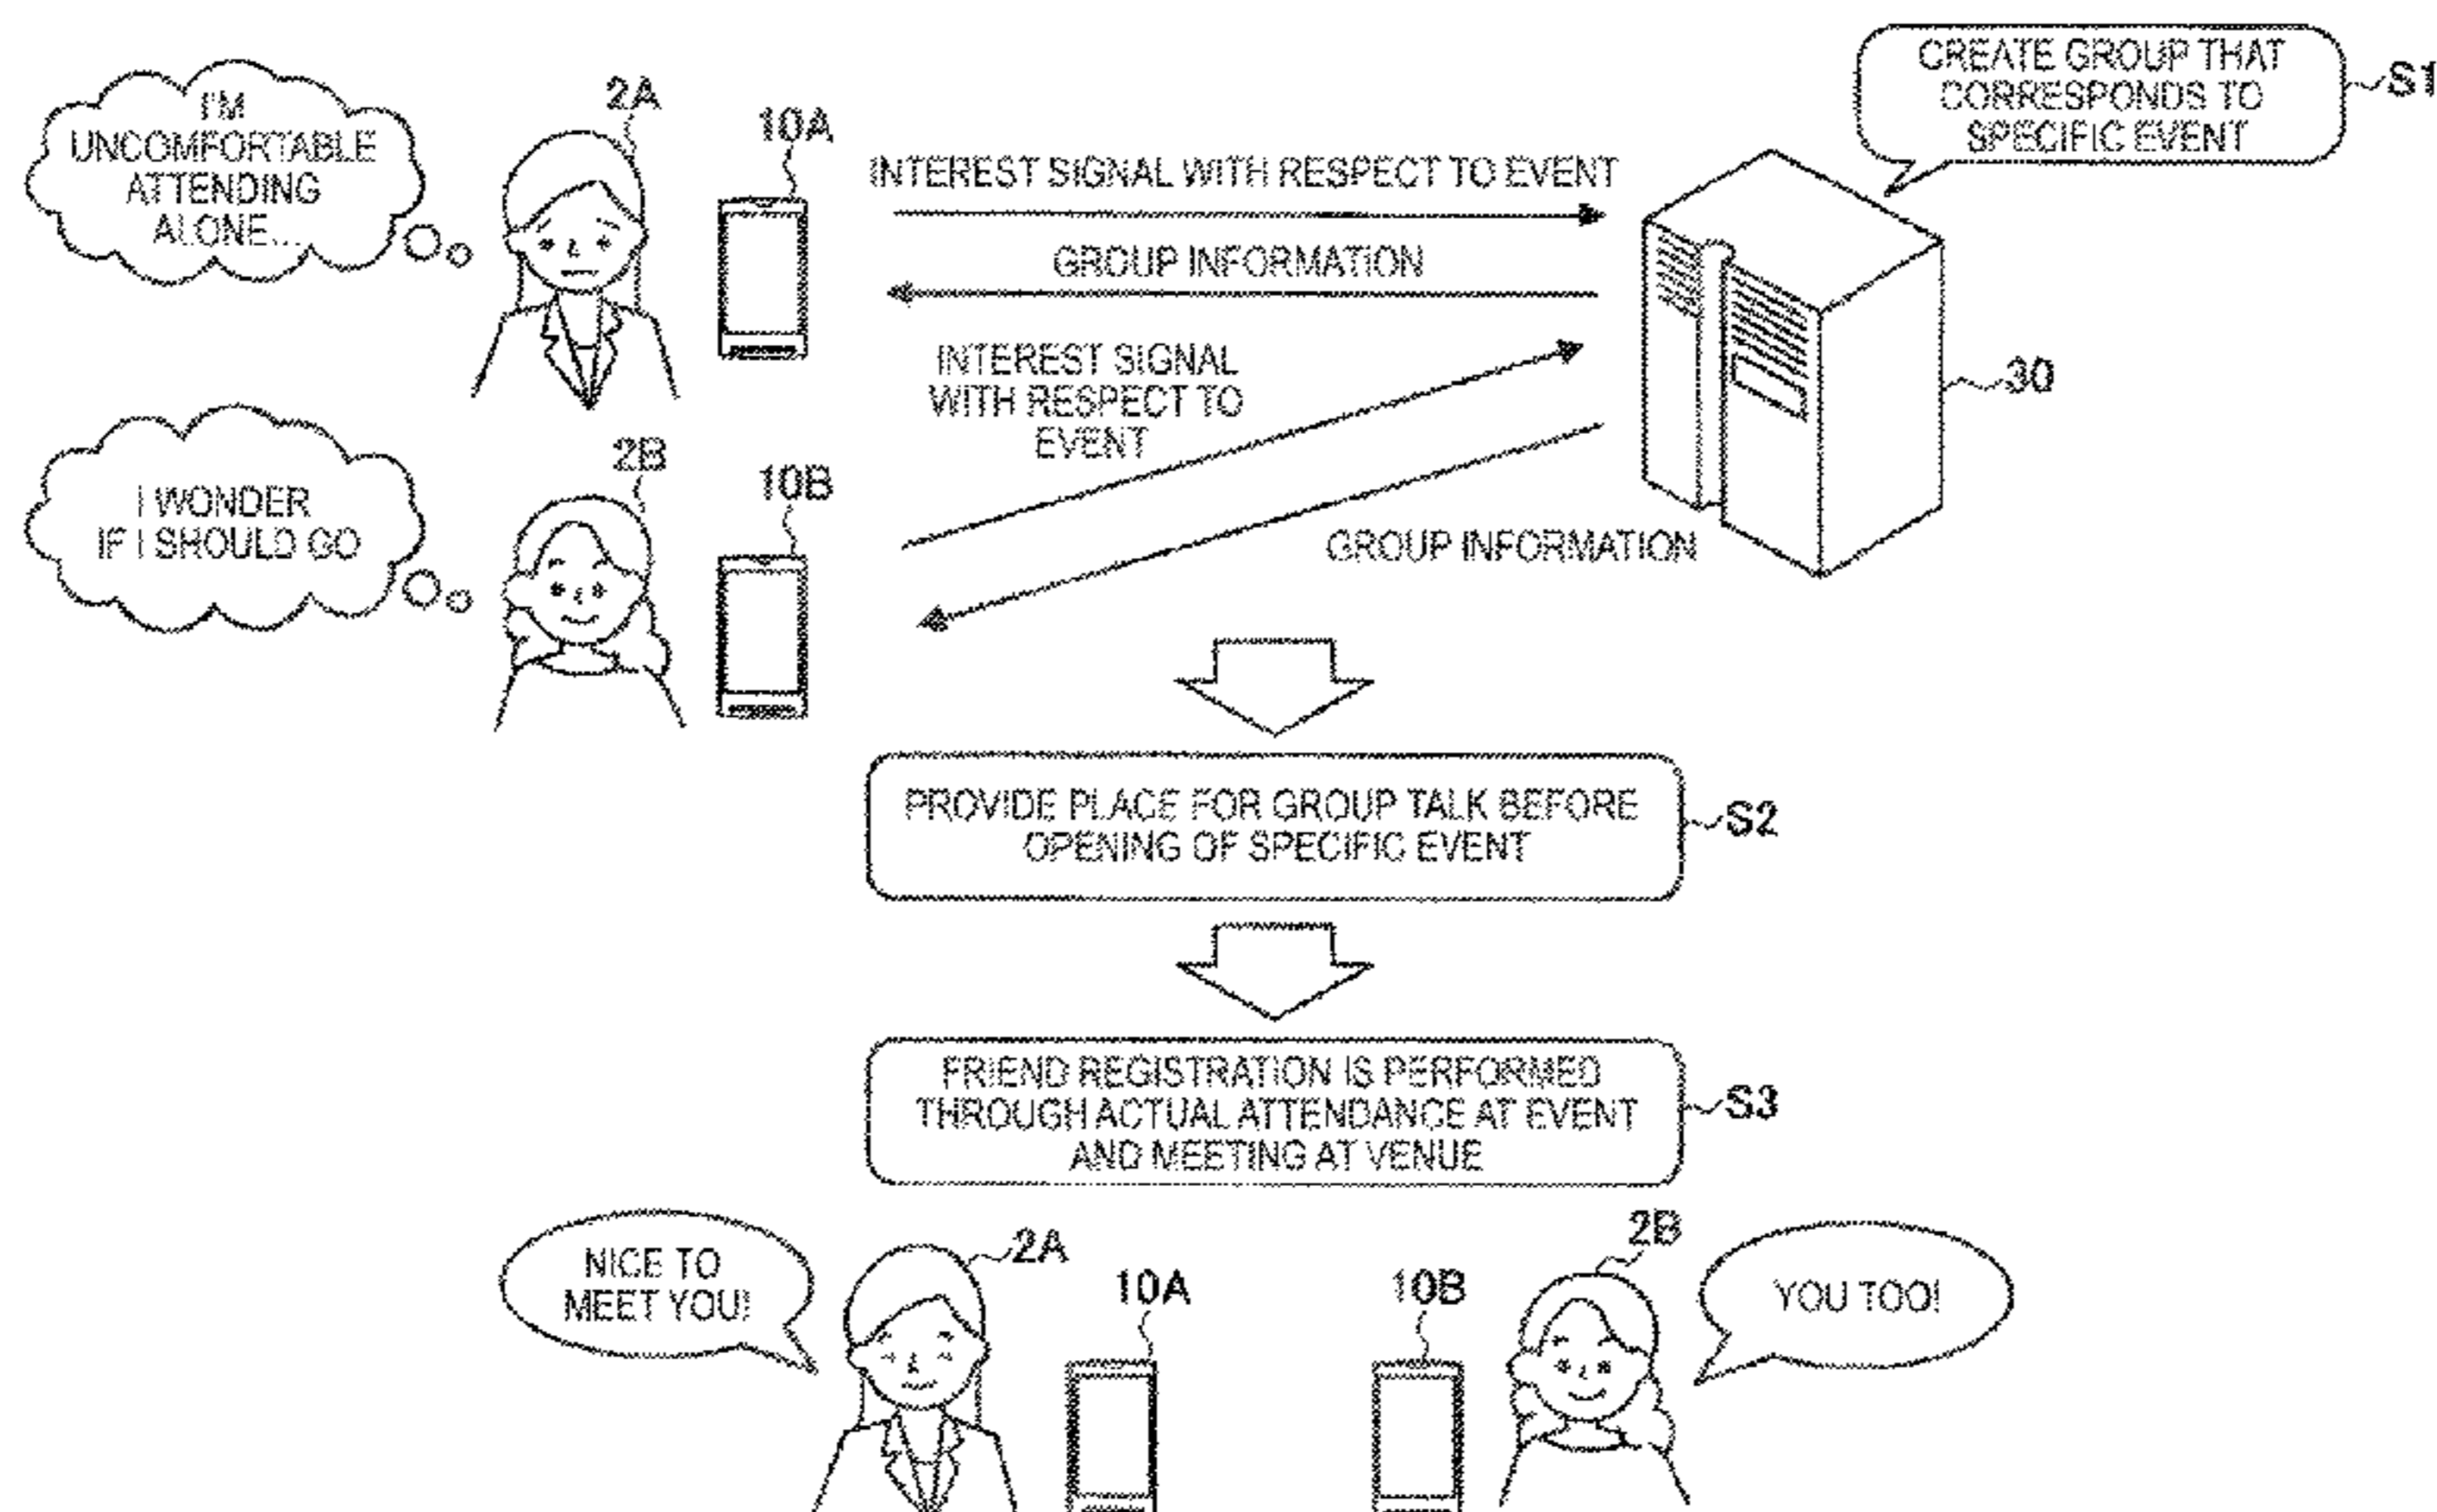 CREATE GROUP THAT
CORRESPONDS TO
SPECIFIC EVENT
S1
I'M
UNCOMFORTABLE
ATTENDING
ALONE...
2A
10A
INTEREST SIGNAL WITH RESPECT TO EVENT
GROUP INFORMATION
INTEREST SIGNAL
WITH RESPECT TO
EVENT
30
I WONDER
IF I SHOULD GO
2B
10B
GROUP INFORMATION
PROVIDE PLACE FOR GROUP TALK BEFORE
OPENING OF SPECIFIC EVENT
S2
FRIEND REGISTRATION IS PERFORMED
THROUGH ACTUAL ATTENDANCE AT EVENT
AND MEETING AT VENUE
S3
NICE TO
MEET YOU!
2A
10A
10B
2B
YOU TOO!